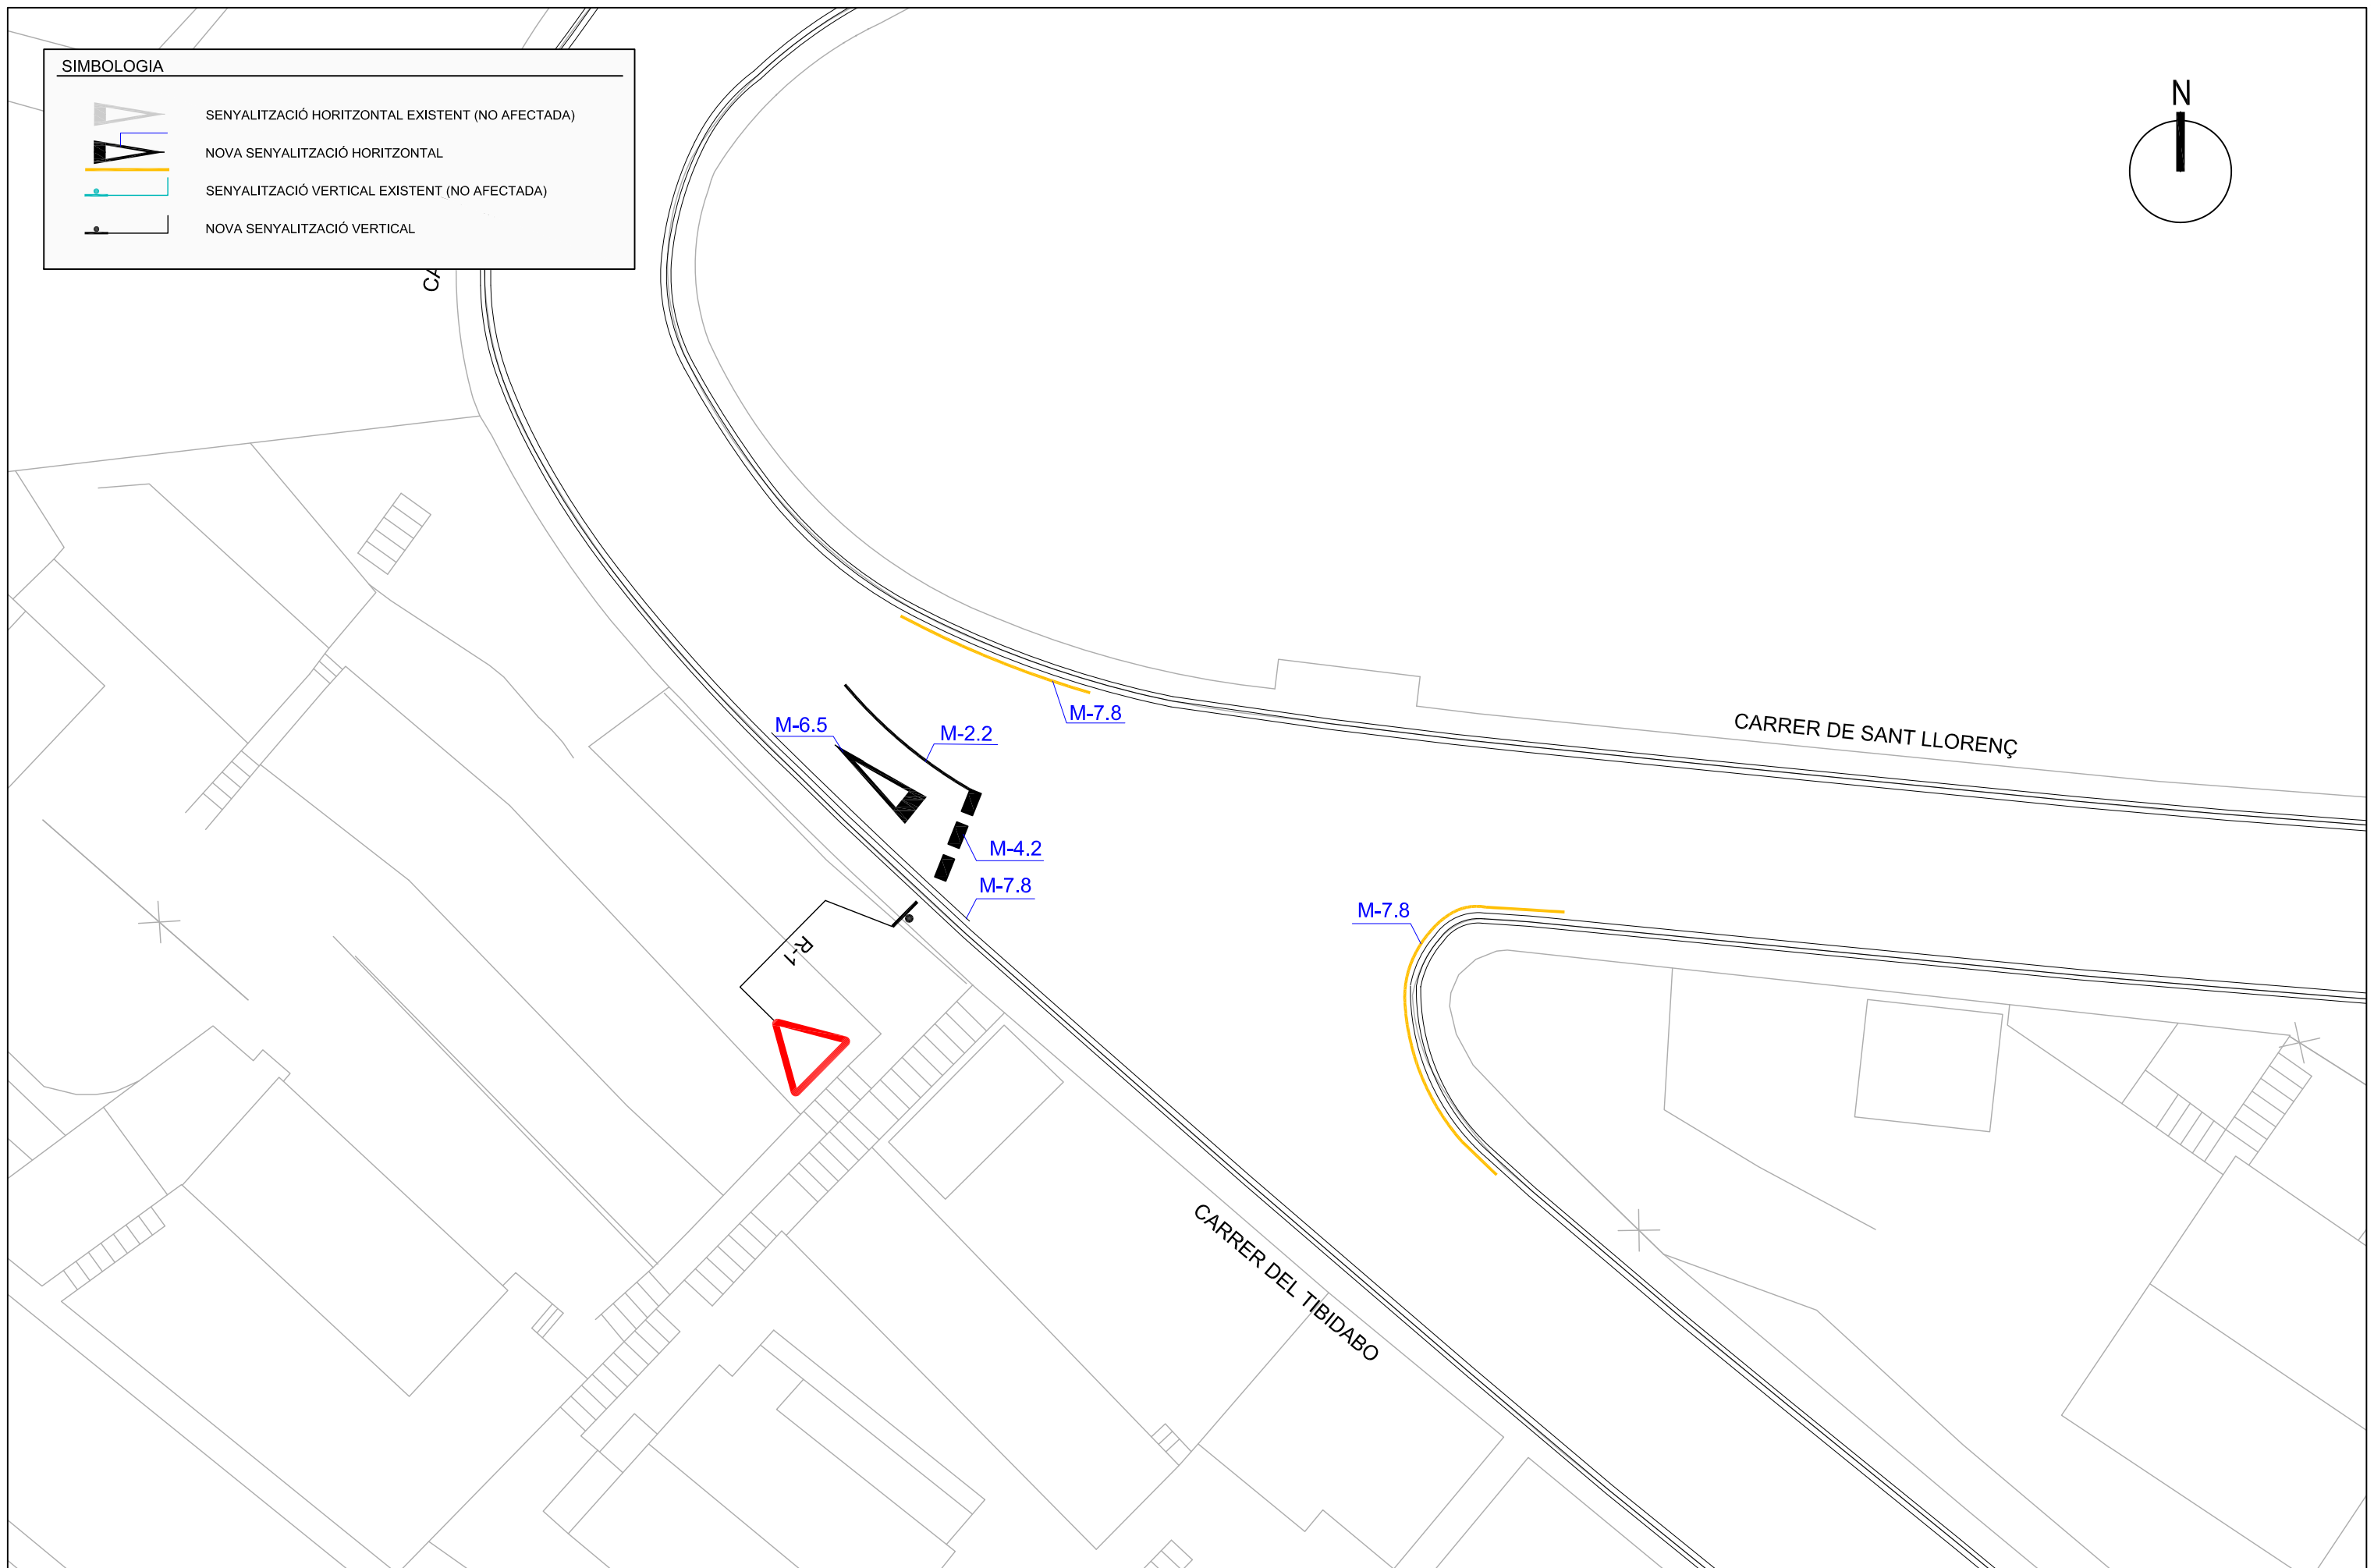 SIMBOLOGIA
SENYALITZACIÓ HORITZONTAL EXISTENT (NO AFECTADA)
NOVA SENYALITZACIÓ HORITZONTAL
SENYALITZACIÓ VERTICAL EXISTENT (NO AFECTADA)
NOVA SENYALITZACIÓ VERTICAL
N
M-7.8
M-6.5
M-2.2
CARRER DE SANT LLORENÇ
M-4.2
M-7.8
M-7.8
R-1
CARRER DEL TIBIDABO